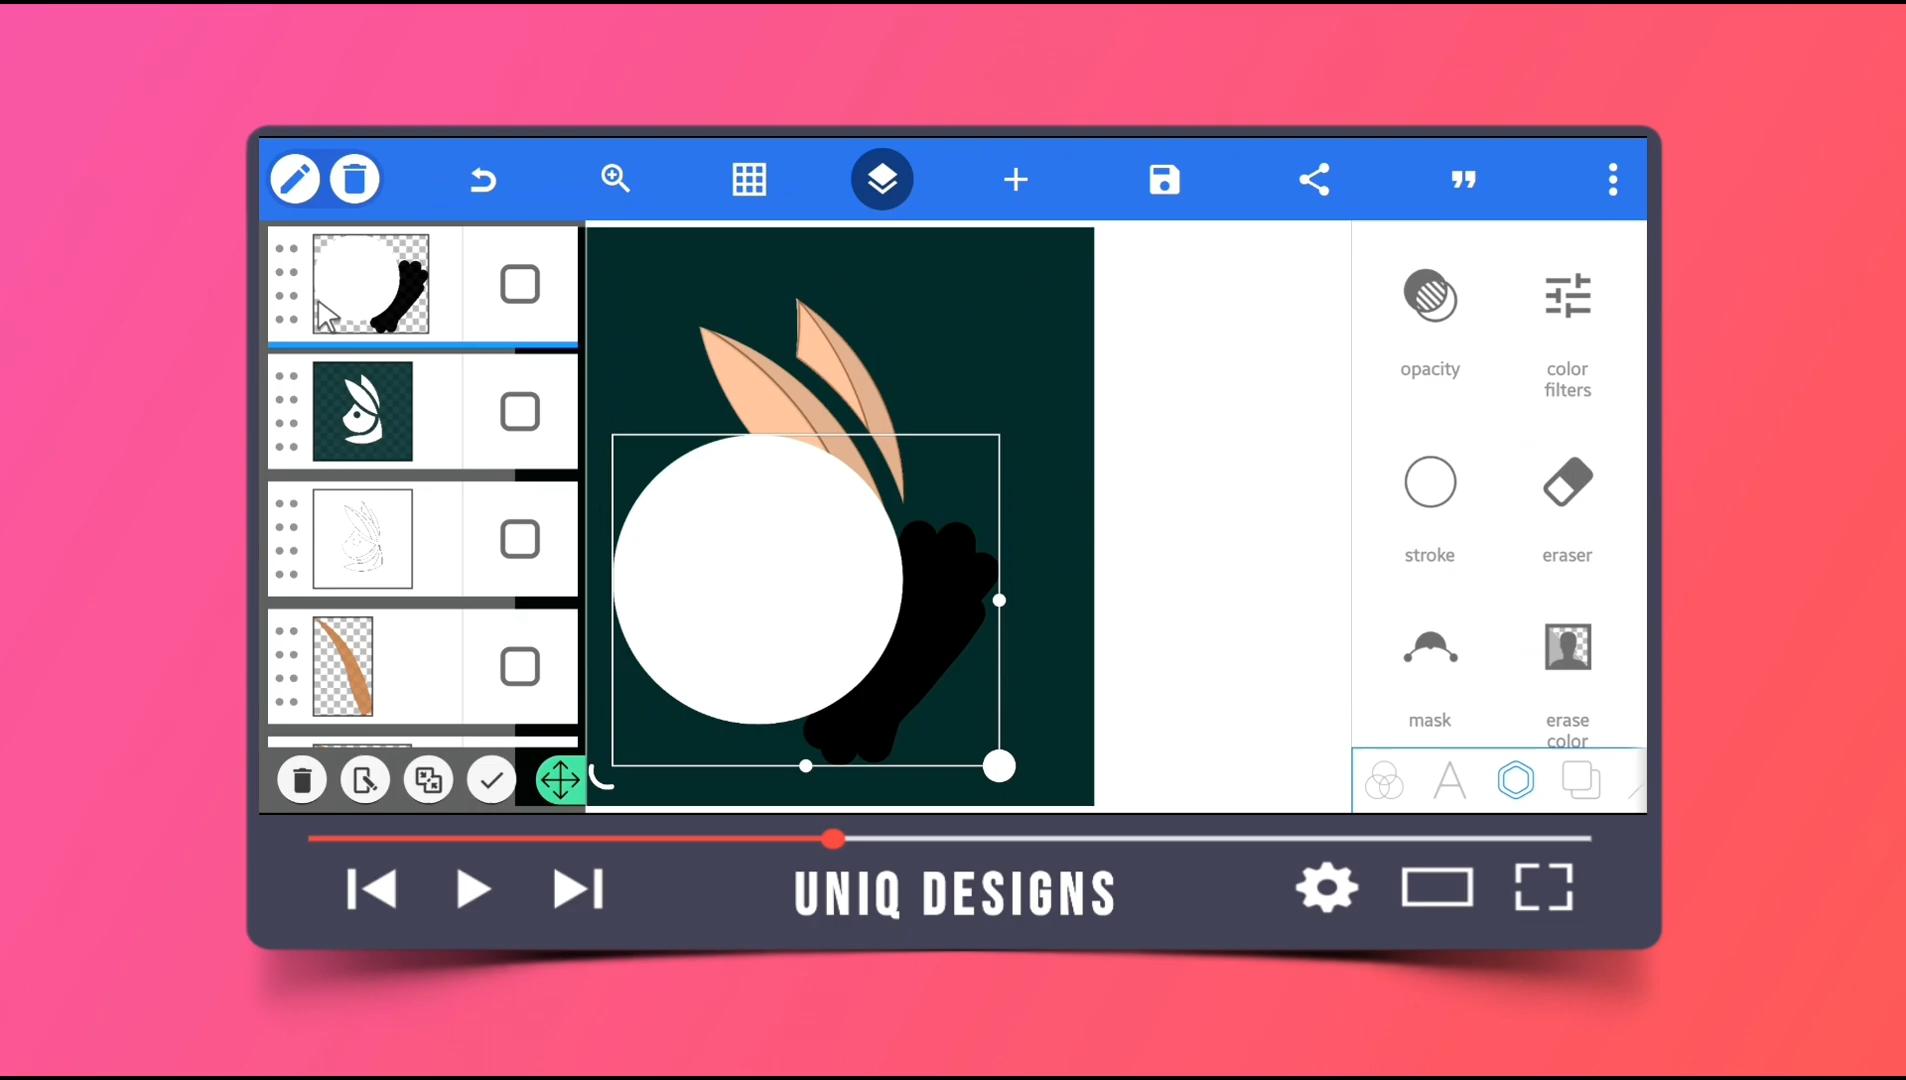 opacity
color
filters
stroke
eraser
mask
erase
color
UNIQ DESIGNS